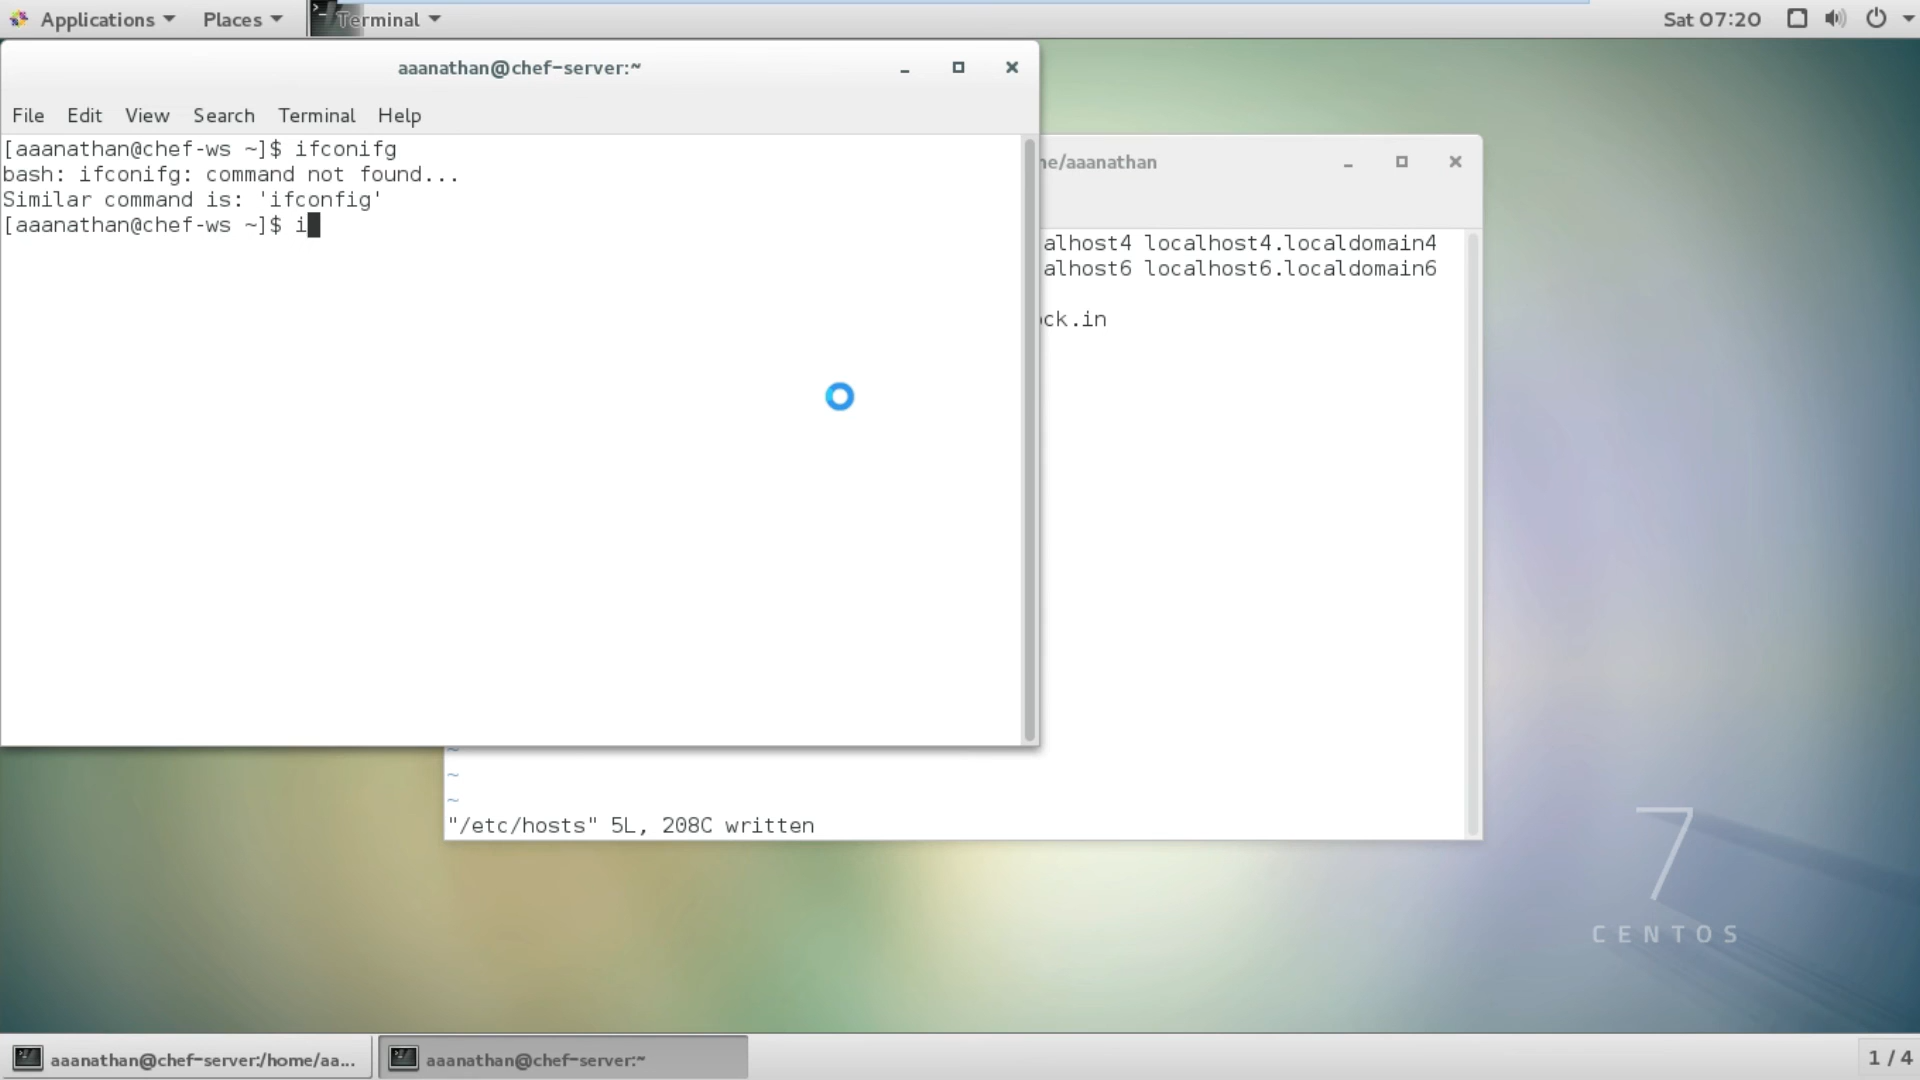 Applications Places Terminal Sat 07:20
aaanathan@chef-server:~
File Edit View Search Terminal Help
[aaanathan@chef-ws ~]$ ifconifg
bash: ifconifg: command not found...
Similar command is: 'ifconfig'
[aaanathan@chef-ws ~]$ i
me/aaanathan
alhost4 localhost4.localdomain4
alhost6 localhost6.localdomain6
ck.in
~
~
~
"/etc/hosts" 5L, 208C written
7
CENTOS
aaanathan@chef-server:/home/aa...
aaanathan@chef-server:~
1 / 4